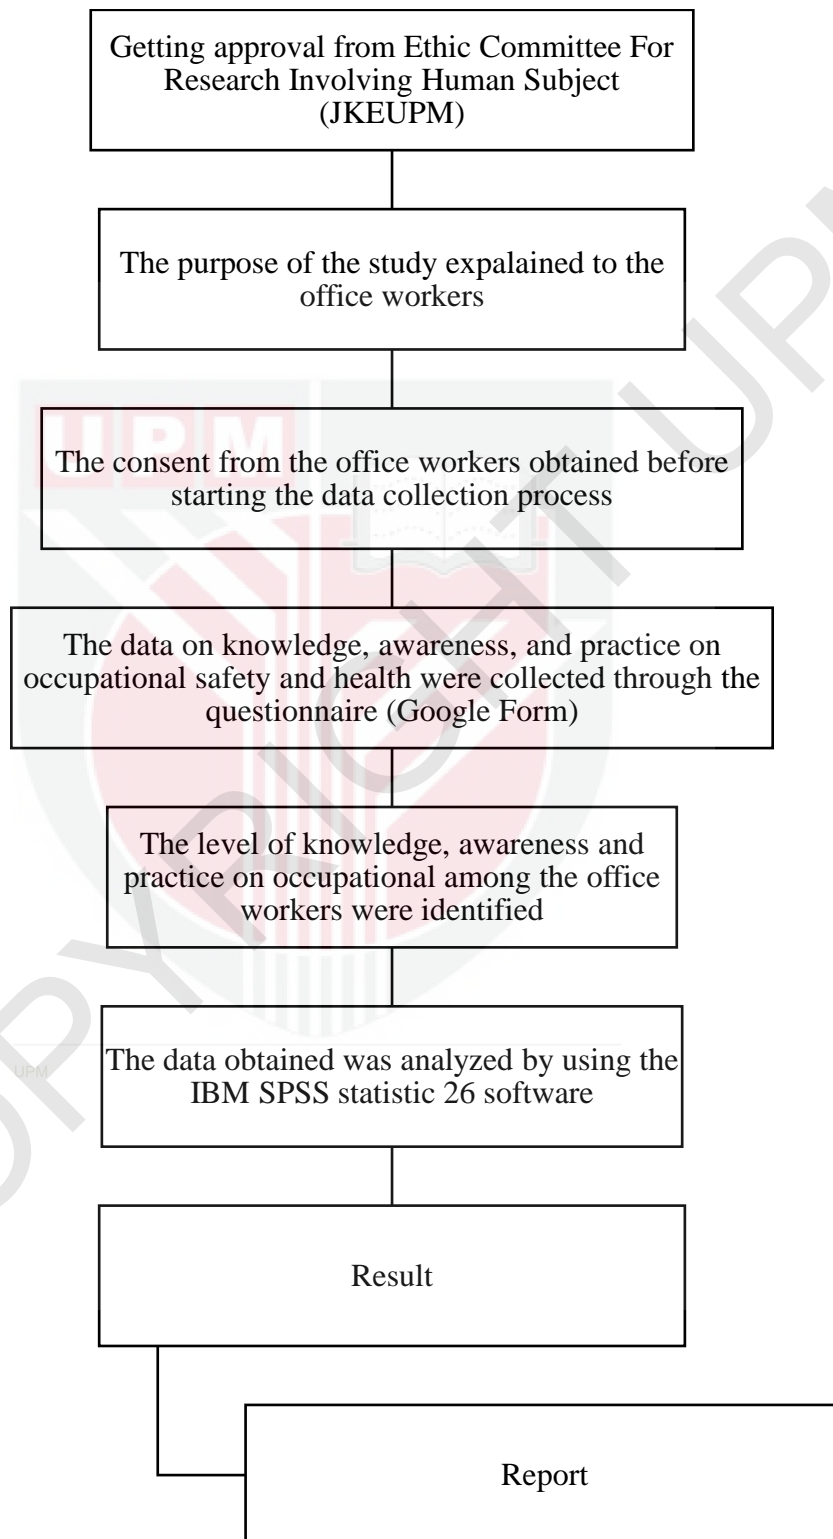 Getting approval from Ethic Committee For
Research Involving Human Subject
(JKEUPM)
The purpose of the study expalained to the
office workers
UPM
The consent from the office workers obtained before
starting the data collection process
The data on knowledge, awareness, and practice on
occupational safety and health were collected through the
questionnaire (Google Form)
The level of knowledge, awareness and
practice on occupational among the office
workers were identified
The data obtained was analyzed by using the
IBM SPSS statistic 26 software
UPM
Result
Report
COPYRIGHT UPM